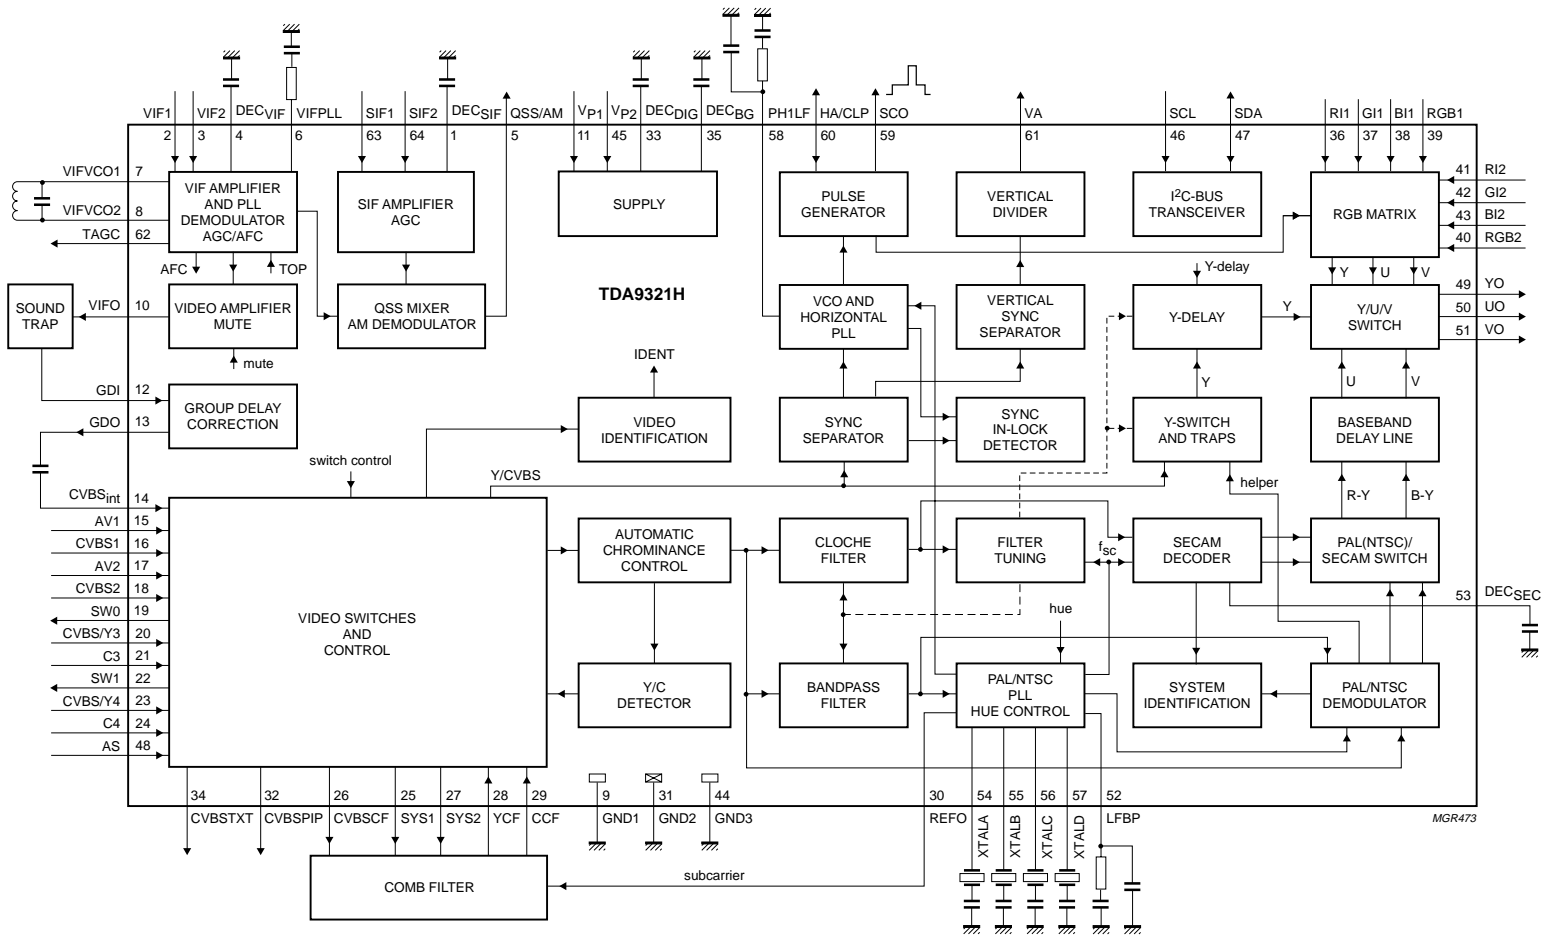 VIF1
VIF2
DECVIF
VIFPLL
SIF1
SIF2
DECSIF
QSS/AM
VP1
VP2
DECDIG
DECBG
PH1LF
HA/CLP
SCO
VA
SCL
SDA
RI1
GI1
BI1
RGB1
2
3
4
6
63
64
1
5
11
45
33
35
58
60
59
61
46
47
36
37
38
39
VIFVCO1
7
VIFVCO2
8
TAGC
62
VIF AMPLIFIER
AND PLL
DEMODULATOR
AGC/AFC
SIF AMPLIFIER
AGC
SUPPLY
PULSE
GENERATOR
VERTICAL
DIVIDER
I2C-BUS
TRANSCEIVER
RGB MATRIX
41
RI2
42
GI2
43
BI2
40
RGB2
AFC
TOP
Y-delay
Y
U
V
SOUND
TRAP
VIFO
10
VIDEO AMPLIFIER
MUTE
QSS MIXER
AM DEMODULATOR
TDA9321H
VCO AND
HORIZONTAL
PLL
VERTICAL
SYNC
SEPARATOR
Y-DELAY
Y
Y/U/V
SWITCH
49
YO
50
UO
51
VO
mute
IDENT
Y
U
V
GDI
12
GDO
13
GROUP DELAY
CORRECTION
VIDEO
IDENTIFICATION
SYNC
SEPARATOR
SYNC
IN-LOCK
DETECTOR
Y-SWITCH
AND TRAPS
BASEBAND
DELAY LINE
switch control
Y/CVBS
helper
R-Y
B-Y
CVBSint
14
AV1
15
CVBS1
16
AV2
17
CVBS2
18
SW0
19
CVBS/Y3
20
C3
21
SW1
22
CVBS/Y4
23
C4
24
AS
48
VIDEO SWITCHES
AND
CONTROL
AUTOMATIC
CHROMINANCE
CONTROL
CLOCHE
FILTER
FILTER
TUNING
fsc
SECAM
DECODER
PAL(NTSC)/
SECAM SWITCH
53
DECSEC
hue
Y/C
DETECTOR
BANDPASS
FILTER
PAL/NTSC
PLL
HUE CONTROL
SYSTEM
IDENTIFICATION
PAL/NTSC
DEMODULATOR
34
32
26
25
27
28
29
9
31
44
30
54
55
56
57
52
CVBSTXT
CVBSPIP
CVBSCF
SYS1
SYS2
YCF
CCF
GND1
GND2
GND3
REFO
XTALA
XTALB
XTALC
XTALD
LFBP
MGR473
COMB FILTER
subcarrier